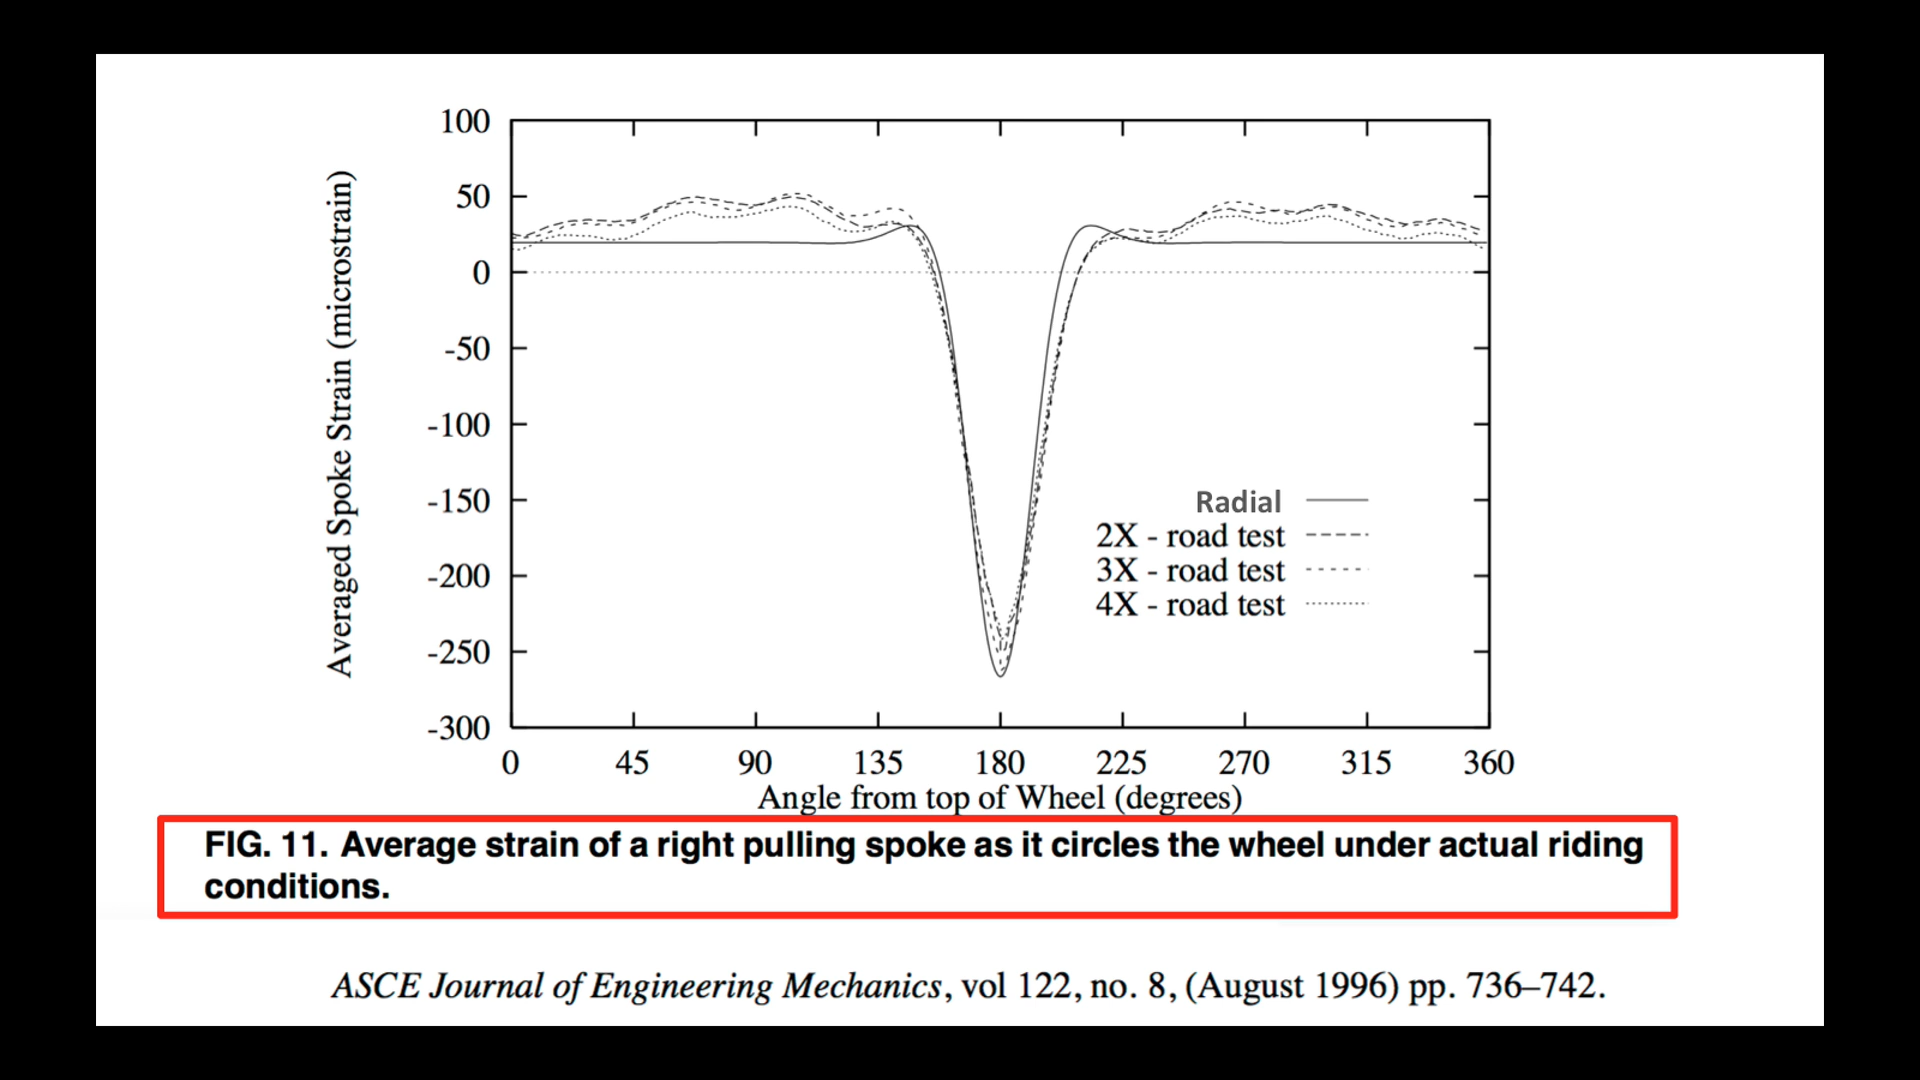 100
50
0
-50
-100
-150
-200
-250
-300
Averaged Spoke Strain (microstrain)
Radial
2X - road test
3X - road test
4X - road test
0 45 90 135 180 225 270 315 360
Angle from top of Wheel (degrees)
FIG. 11. Average strain of a right pulling spoke as it circles the wheel under actual riding
conditions.
ASCE Journal of Engineering Mechanics, vol 122, no. 8, (August 1996) pp. 736–742.